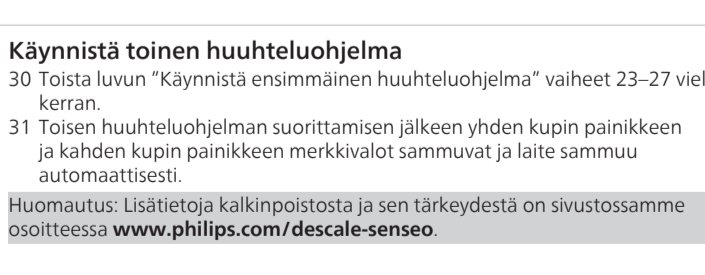 Käynnistä toinen huuhteluohjelma
30 Toista luvun ”Käynnistä ensimmäinen huuhteluohjelma” vaiheet 23–27 viel
kerran.
31 Toisen huuhteluohjelman suorittamisen jälkeen yhden kupin painikkeen
ja kahden kupin painikkeen merkkivalot sammuvat ja laite sammuu
automaattisesti.
Huomautus: Lisätietoja kalkinpoistosta ja sen tärkeydestä on sivustossamme
osoitteessa www.philips.com/descale-senseo.